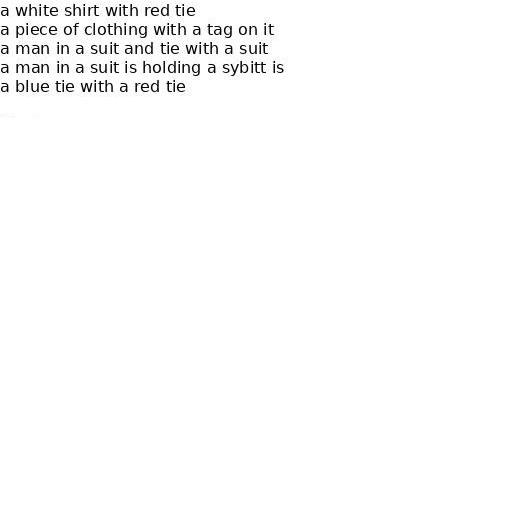 a white shirt with red tie
a piece of clothing with a tag on it
a man in a suit and tie with a suit
a man in a suit is holding a sybitt is
a blue tie with a red tie